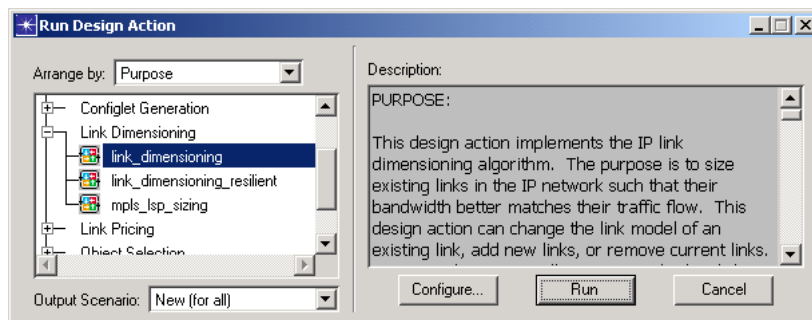 Run Design Action
Arrange by: Purpose
Configlet Generation
Link Dimensioning
link_dimensioning
link_dimensioning_resilient
mpls_lsp_sizing
Link Pricing
Object Selection
Output Scenario: New (for all)
Description:
PURPOSE:
This design action implements the IP link
dimensioning algorithm. The purpose is to size
existing links in the IP network such that their
bandwidth better matches their traffic flow. This
design action can change the link model of an
existing link, add new links, or remove current links.
Configure...
Run
Cancel